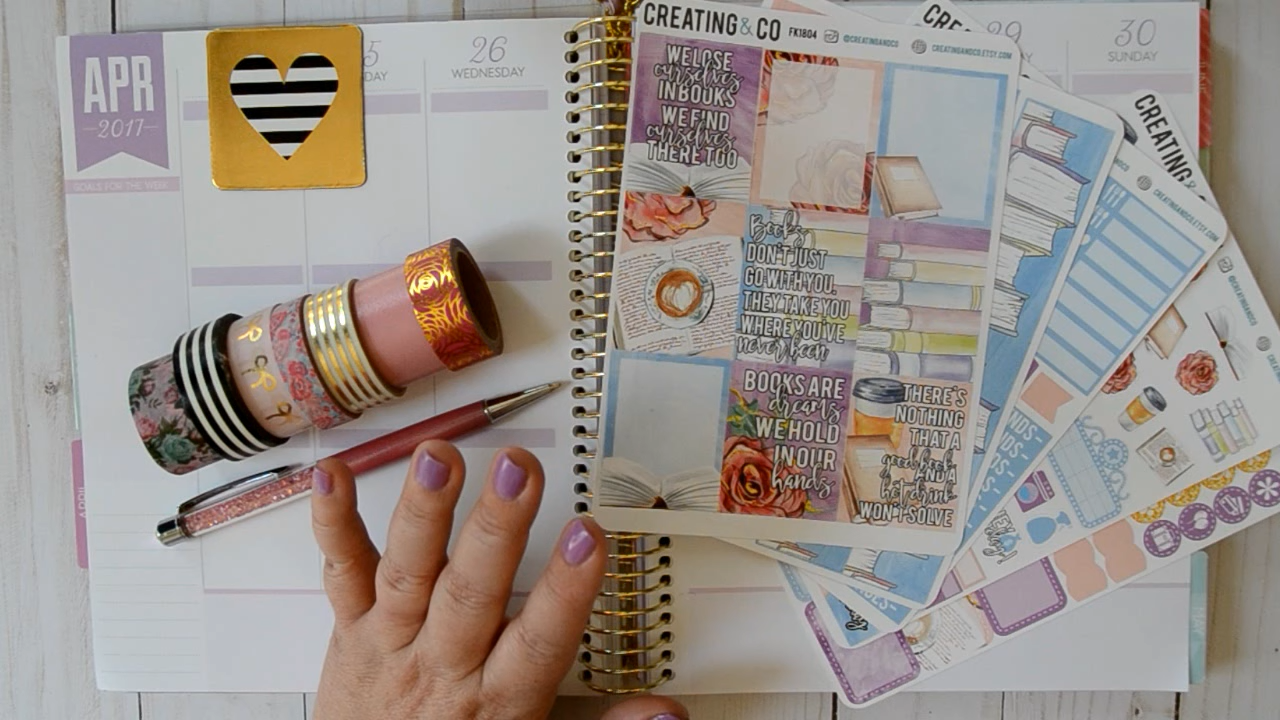 APR
2017
GOALS FOR THE WEEK
5
DAY
26
WEDNESDAY
29
30
SUNDAY
APRIL
CREATING&CO
FK1804
@CREATINGANDCO
CREATINGANDCO.ETSY.COM
WE LOSE
ourselves
IN BOOKS
WE FIND
ourselves
THERE TOO
Books
DON'T JUST
GO WITH YOU.
THEY TAKE YOU
WHERE YOU'VE
never been
BOOKS ARE
dreams
WE HOLD
IN OUR
hands
THERE'S
NOTHING
THAT A
good book
AND A
hot drink
WON'T SOLVE
CREATING
CREATINGANDCO.ETSY.COM
@CREATINGANDCO